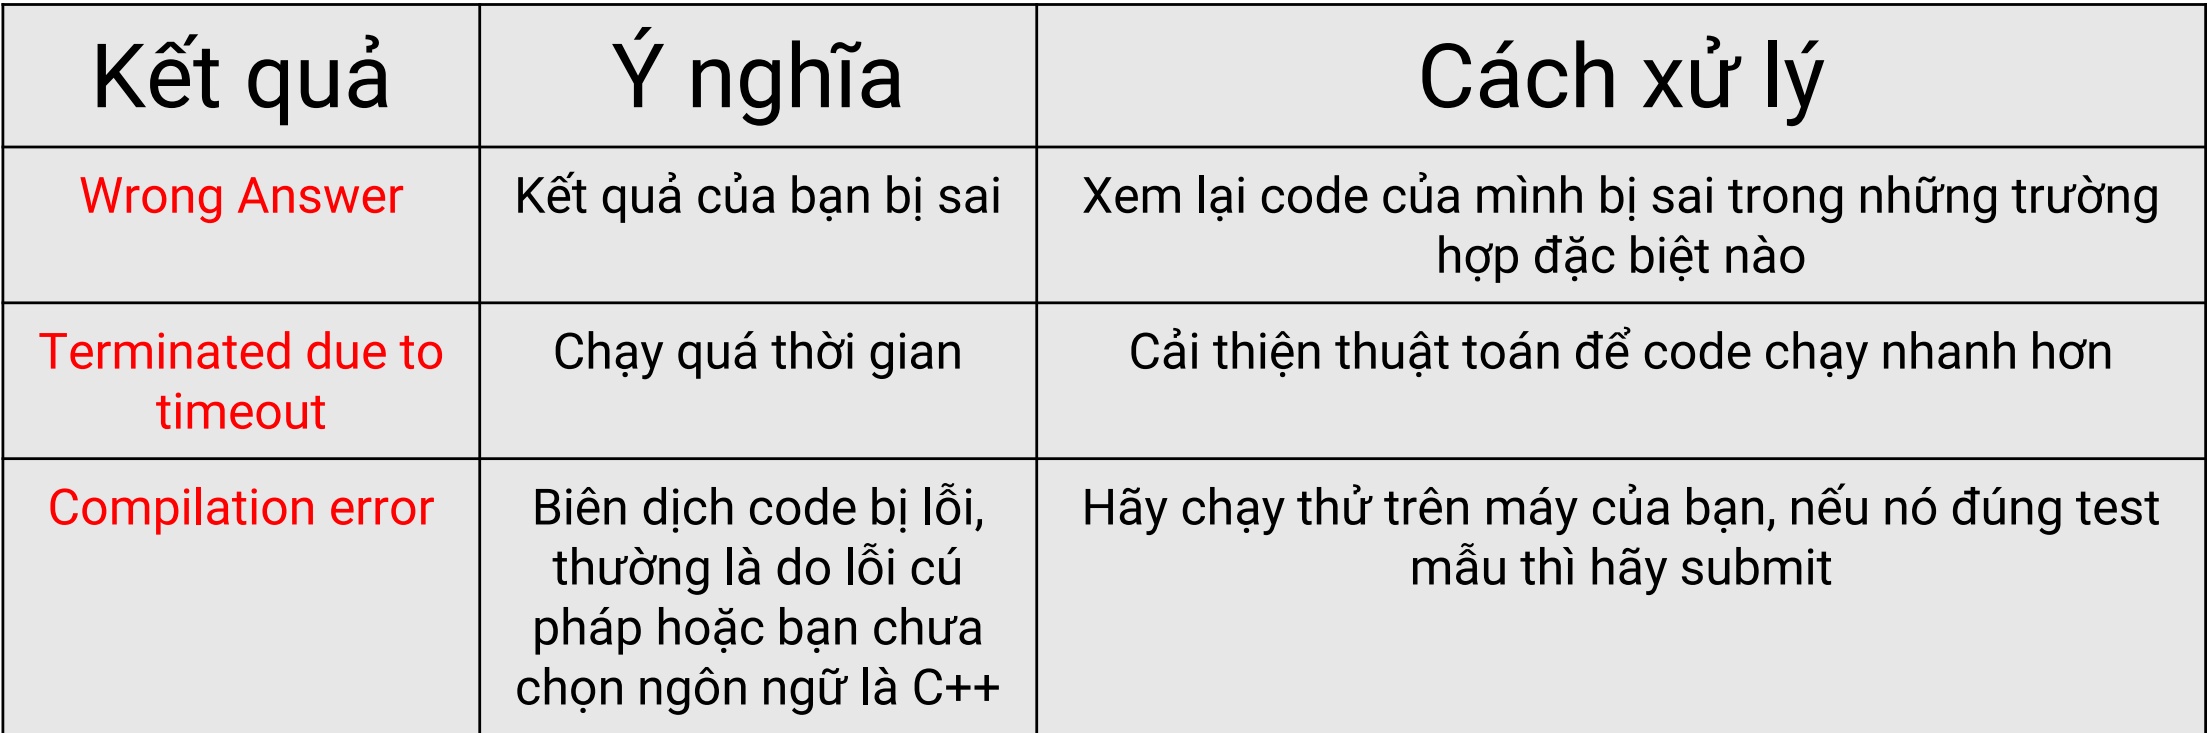 Kết quả
Ý nghĩa
Cách xử lý
Wrong Answer
Kết quả của bạn bị sai
Xem lại code của mình bị sai trong những trường
hợp đặc biệt nào
Terminated due to
timeout
Chạy quá thời gian
Cải thiện thuật toán để code chạy nhanh hơn
Compilation error
Biên dịch code bị lỗi,
thường là do lỗi cú
pháp hoặc bạn chưa
chọn ngôn ngữ là C++
Hãy chạy thử trên máy của bạn, nếu nó đúng test
mẫu thì hãy submit